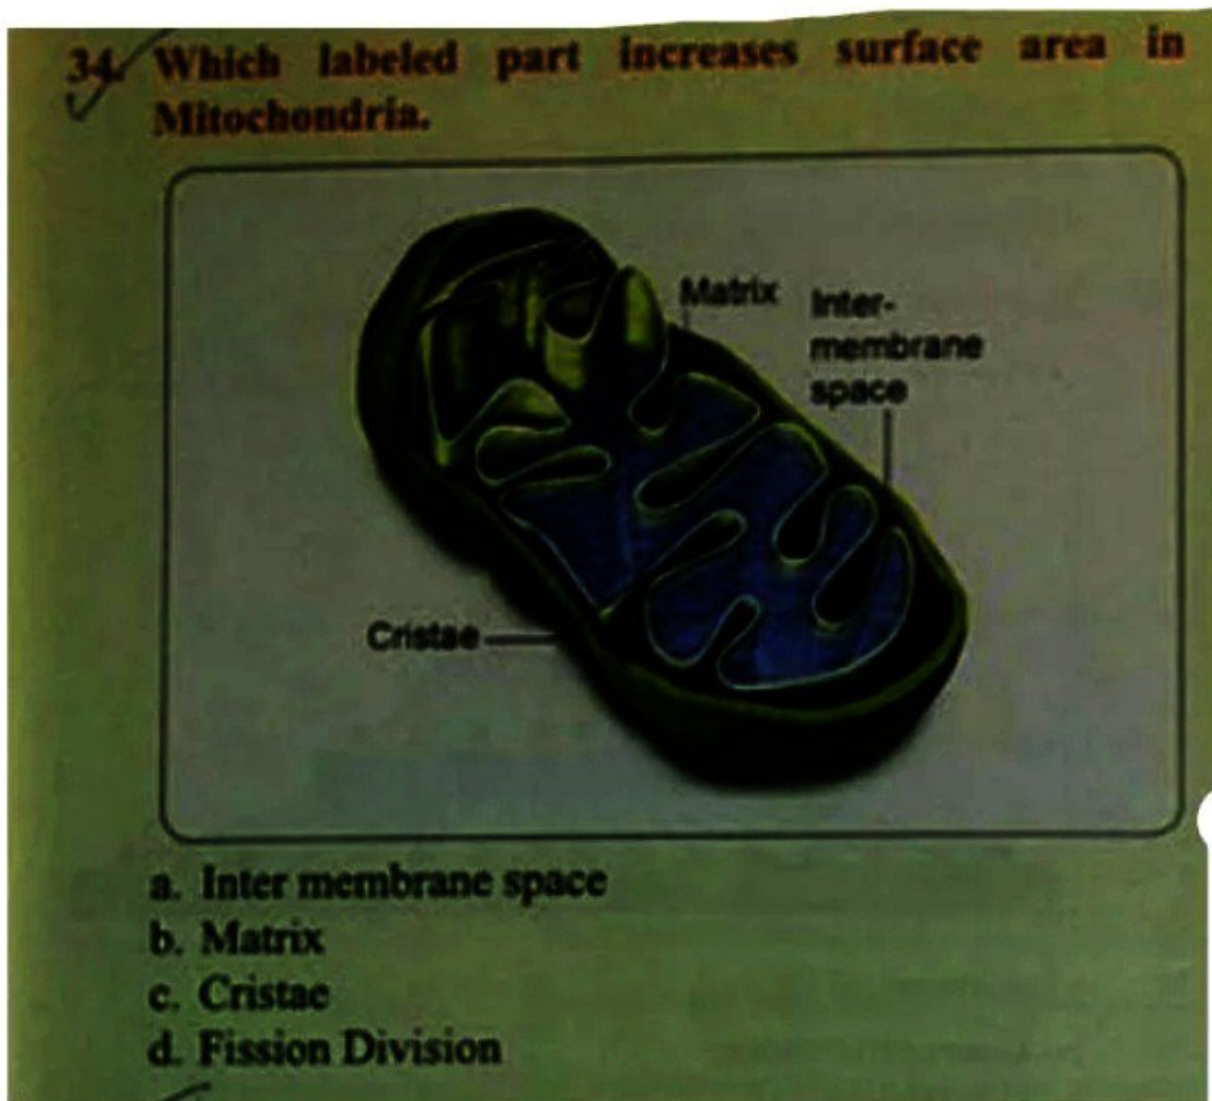 34. Which labeled part increases surface area in
Mitochondria.
Matrix
Inter-
membrane
space
Cristae
a. Inter membrane space
b. Matrix
c. Cristae
d. Fission Division